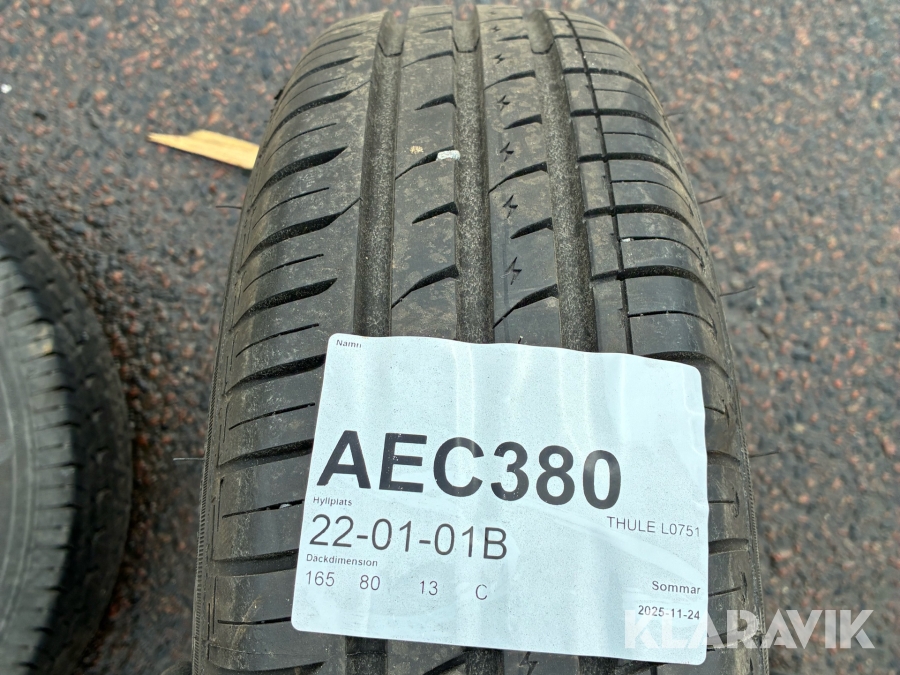 Namn
AEC380
Hyllplats
THULE L0751
22-01-01B
Däckdimension
165 80 13 C
Sommar
2025-11-24
KLARAVIK